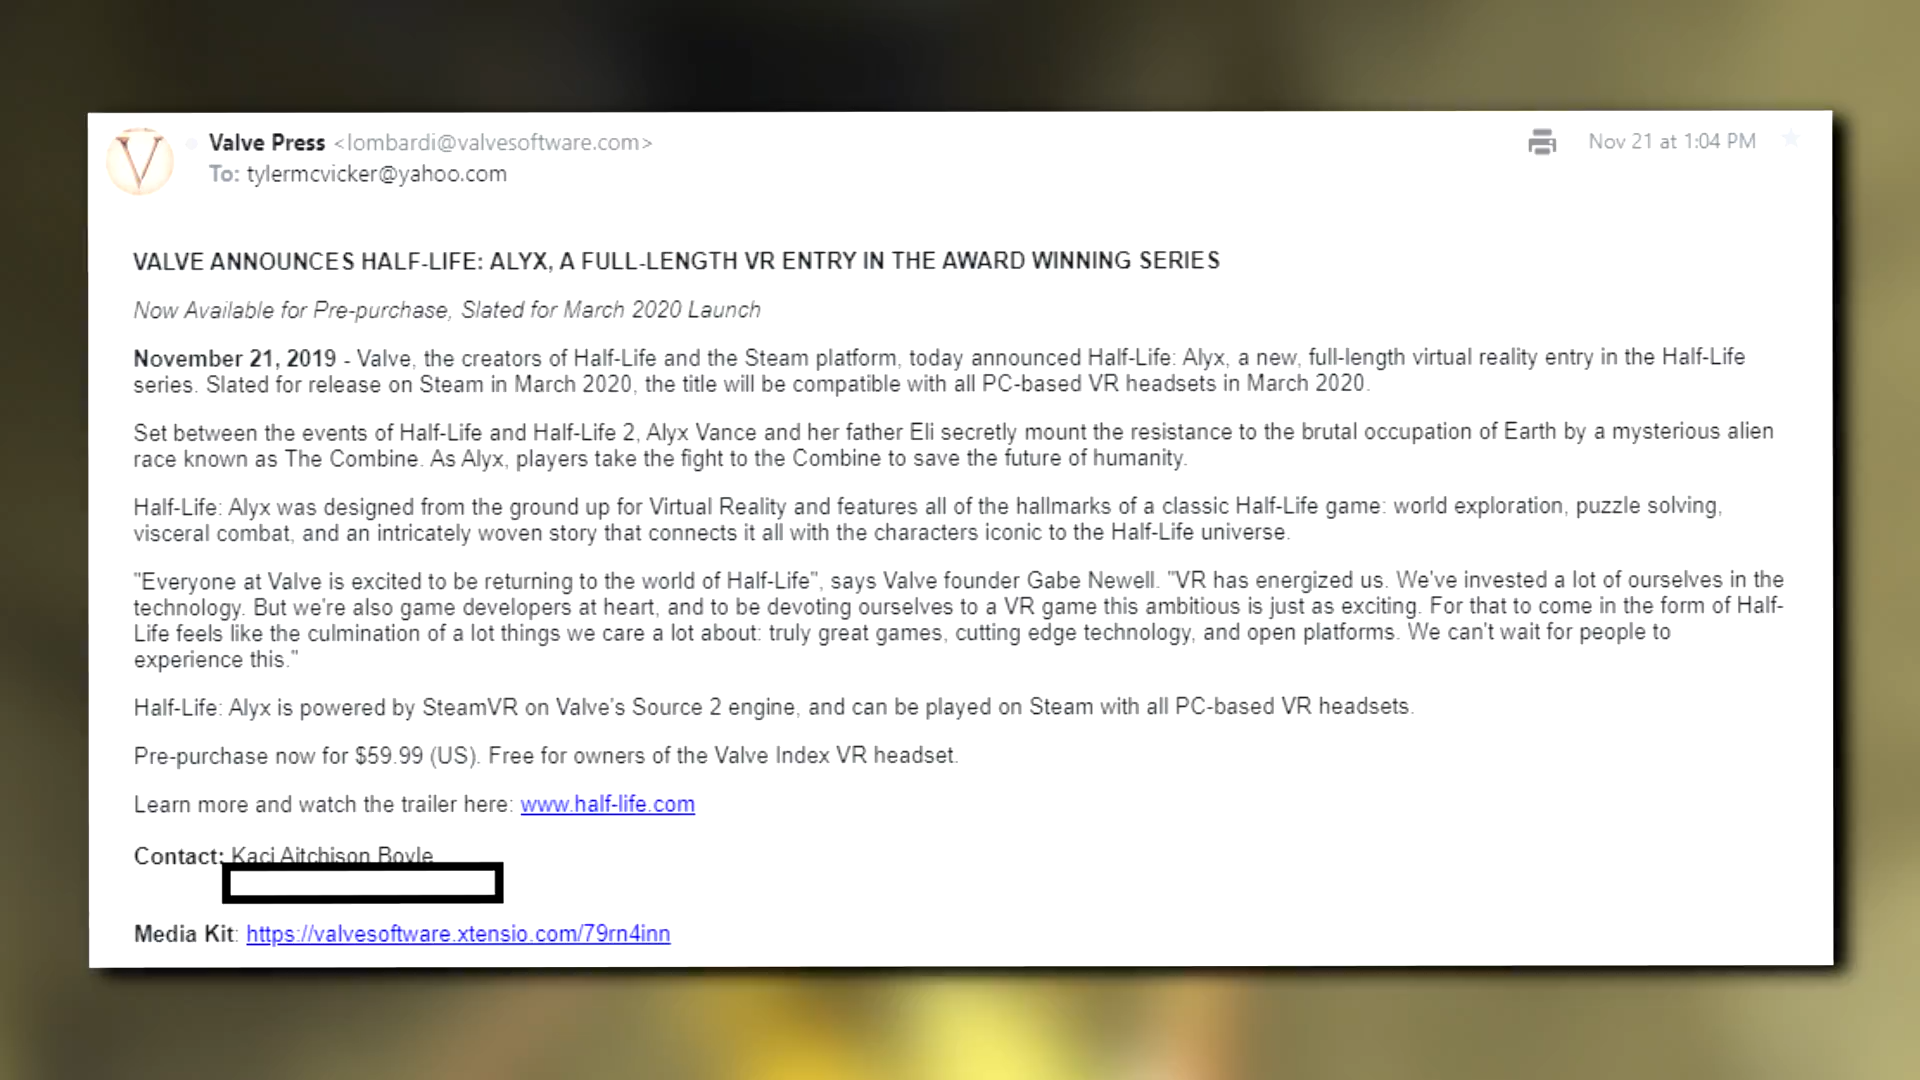 V
Valve Press <lombardi@valvesoftware.com>
Nov 21 at 1:04 PM
To: tylermcvicker@yahoo.com
VALVE ANNOUNCES HALF-LIFE: ALYX, A FULL-LENGTH VR ENTRY IN THE AWARD WINNING SERIES
Now Available for Pre-purchase, Slated for March 2020 Launch
November 21, 2019 - Valve, the creators of Half-Life and the Steam platform, today announced Half-Life: Alyx, a new, full-length virtual reality entry in the Half-Life
series. Slated for release on Steam in March 2020, the title will be compatible with all PC-based VR headsets in March 2020.
Set between the events of Half-Life and Half-Life 2, Alyx Vance and her father Eli secretly mount the resistance to the brutal occupation of Earth by a mysterious alien
race known as The Combine. As Alyx, players take the fight to the Combine to save the future of humanity.
Half-Life: Alyx was designed from the ground up for Virtual Reality and features all of the hallmarks of a classic Half-Life game: world exploration, puzzle solving,
visceral combat, and an intricately woven story that connects it all with the characters iconic to the Half-Life universe.
"Everyone at Valve is excited to be returning to the world of Half-Life", says Valve founder Gabe Newell. "VR has energized us. We've invested a lot of ourselves in the
technology. But we're also game developers at heart, and to be devoting ourselves to a VR game this ambitious is just as exciting. For that to come in the form of Half-
Life feels like the culmination of a lot things we care a lot about: truly great games, cutting edge technology, and open platforms. We can't wait for people to
experience this."
Half-Life: Alyx is powered by SteamVR on Valve's Source 2 engine, and can be played on Steam with all PC-based VR headsets.
Pre-purchase now for $59.99 (US). Free for owners of the Valve Index VR headset.
Learn more and watch the trailer here: www.half-life.com
Contact: Kaci Aitchison Boyle
Media Kit: https://valvesoftware.xtensio.com/79rn4inn